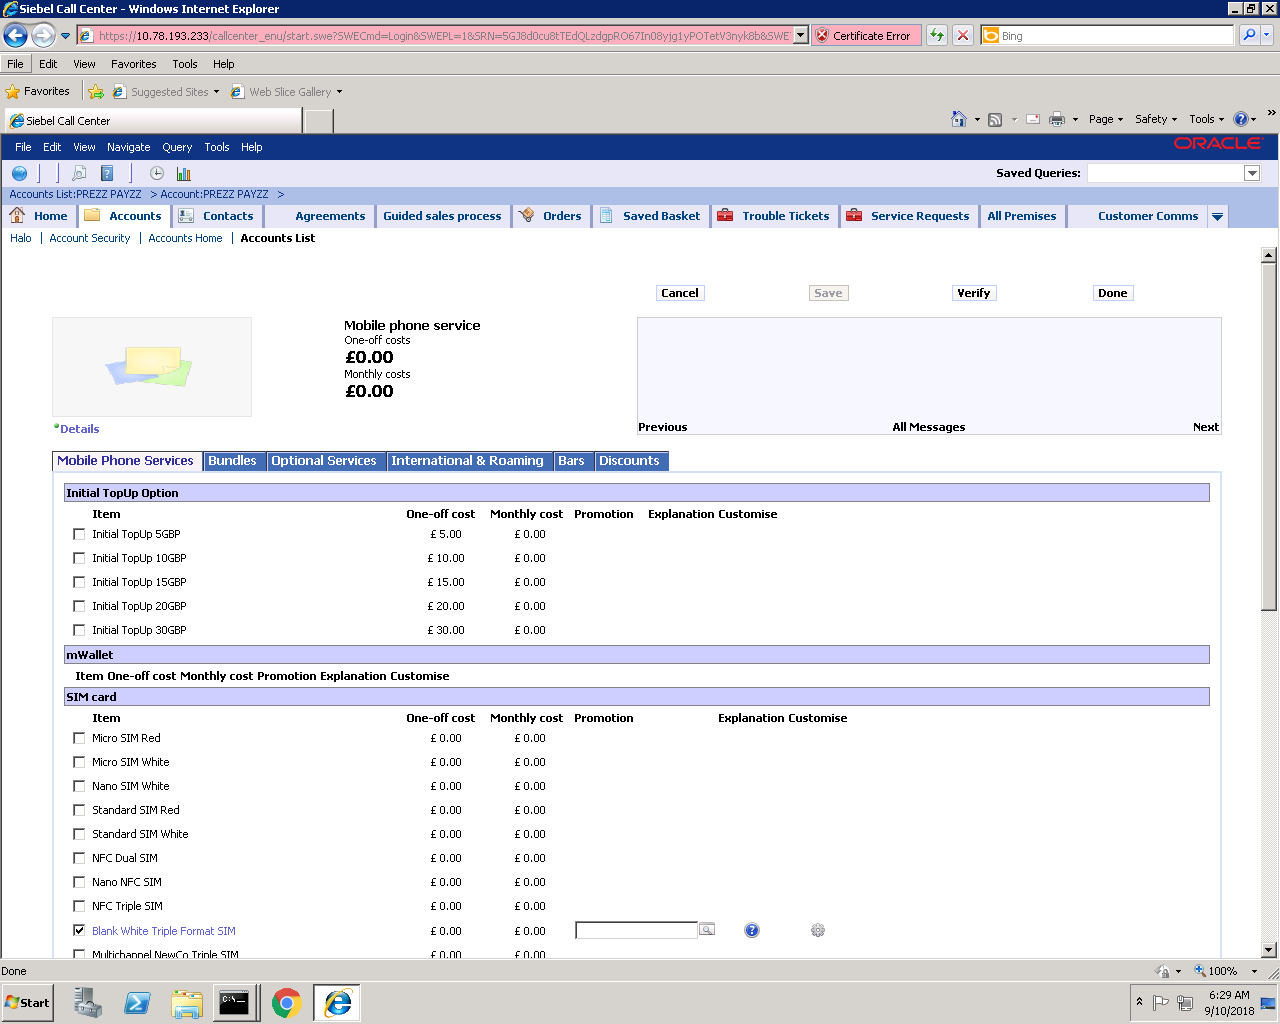 Siebel Call Center - Windows Internet Explorer
https://10.78.193.233/callcenter_enu/start.swe?SWECmd=Login&SWEPL=1&SRN=5GJ8d0cu8tTEdQLzdgpRO67In08yjg1yPOTetV3nyk8b&SWE
Certificate Error
Bing
File Edit View Favorites Tools Help
Favorites Suggested Sites Web Slice Gallery
Siebel Call Center
Page Safety Tools
File Edit View Navigate Query Tools Help
ORACLE
Saved Queries:
Accounts List:PREZZ PAYZZ > Account:PREZZ PAYZZ >
Home Accounts Contacts Agreements Guided sales process Orders Saved Basket Trouble Tickets Service Requests All Premises Customer Comms
Halo | Account Security | Accounts Home | Accounts List
Cancel Save Verify Done
Mobile phone service
One-off costs
£0.00
Monthly costs
£0.00
Previous All Messages Next
Details
Mobile Phone Services Bundles Optional Services International & Roaming Bars Discounts
Initial TopUp Option
Item One-off cost Monthly cost Promotion Explanation Customise
Initial TopUp 5GBP £ 5.00 £ 0.00
Initial TopUp 10GBP £ 10.00 £ 0.00
Initial TopUp 15GBP £ 15.00 £ 0.00
Initial TopUp 20GBP £ 20.00 £ 0.00
Initial TopUp 30GBP £ 30.00 £ 0.00
mWallet
Item One-off cost Monthly cost Promotion Explanation Customise
SIM card
Item One-off cost Monthly cost Promotion Explanation Customise
Micro SIM Red £ 0.00 £ 0.00
Micro SIM White £ 0.00 £ 0.00
Nano SIM White £ 0.00 £ 0.00
Standard SIM Red £ 0.00 £ 0.00
Standard SIM White £ 0.00 £ 0.00
NFC Dual SIM £ 0.00 £ 0.00
Nano NFC SIM £ 0.00 £ 0.00
NFC Triple SIM £ 0.00 £ 0.00
Blank White Triple Format SIM £ 0.00 £ 0.00
Multichannel NewCo Triple SIM £ 0.00 £ 0.00
Done
100%
Start
C:\.
6:29 AM
9/10/2018